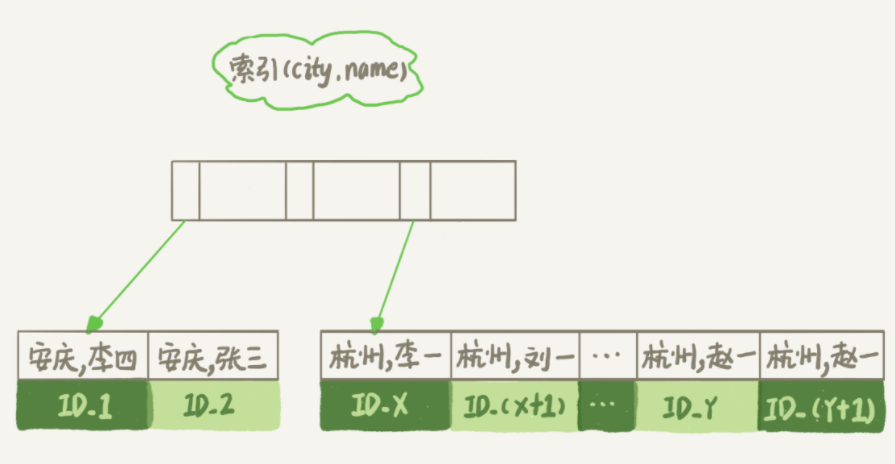 索引(city,name)
安庆,李四 安庆,张三 杭州,李一 杭州,刘一 ... 杭州,赵一 杭州,赵一
ID_1 ID_2 ID_X ID_(X+1) ... ID_Y ID_(Y+1)